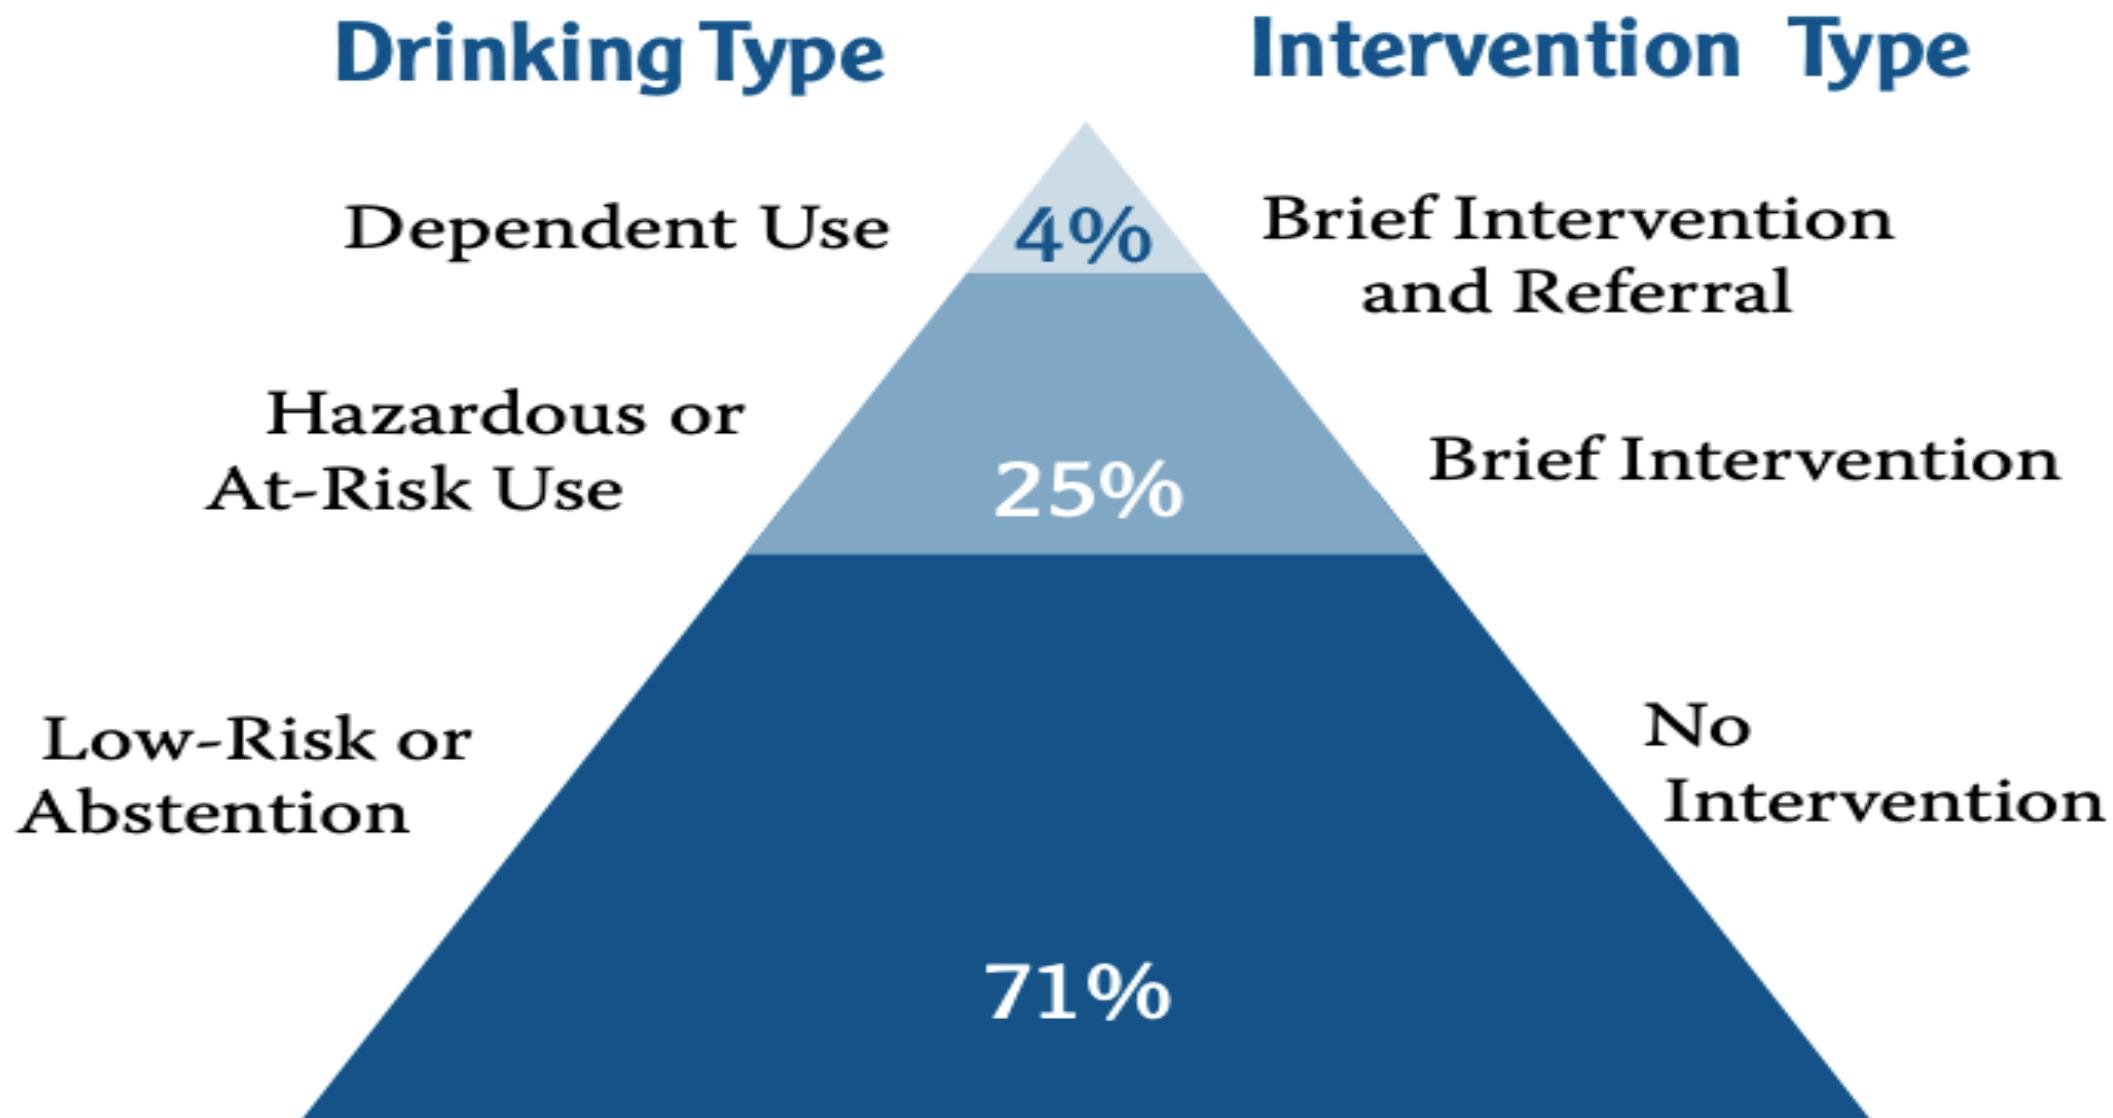 Drinking Type
Intervention Type
Dependent Use
4%
Brief Intervention
and Referral
Hazardous or
At-Risk Use
25%
Brief Intervention
Low-Risk or
Abstention
71%
No
Intervention